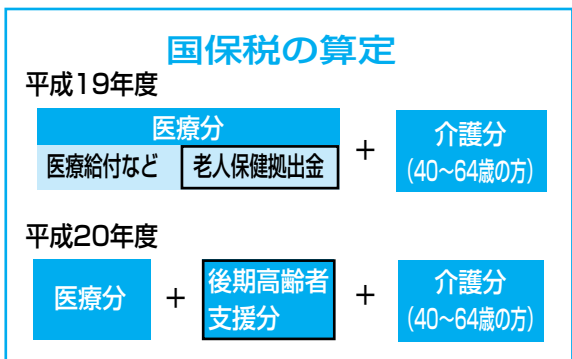 国保税の算定
平成19年度
医療分
医療給付など 老人保健拠出金
+
介護分
(40〜64歳の方)
平成20年度
医療分
+
後期高齢者
支援分
+
介護分
(40〜64歳の方)